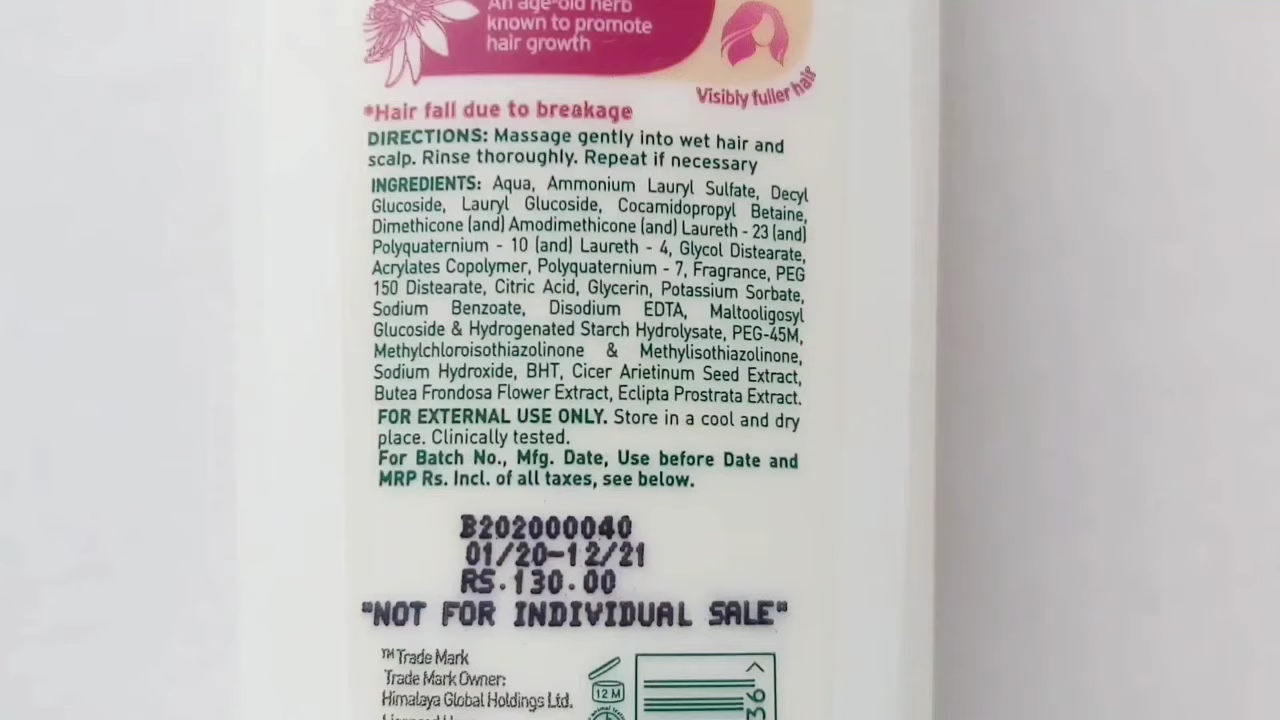 An age-old herb
known to promote
hair growth
Visibly fuller hair
*Hair fall due to breakage
DIRECTIONS: Massage gently into wet hair and
scalp. Rinse thoroughly. Repeat if necessary
INGREDIENTS: Aqua, Ammonium Lauryl Sulfate, Decyl
Glucoside, Lauryl Glucoside, Cocamidopropyl Betaine,
Dimethicone (and) Amodimethicone (and) Laureth - 23 (and)
Polyquaternium - 10 (and) Laureth - 4, Glycol Distearate,
Acrylates Copolymer, Polyquaternium - 7, Fragrance, PEG
150 Distearate, Citric Acid, Glycerin, Potassium Sorbate,
Sodium Benzoate, Disodium EDTA, Maltooligosyl
Glucoside & Hydrogenated Starch Hydrolysate, PEG-45M,
Methylchloroisothiazolinone & Methylisothiazolinone,
Sodium Hydroxide, BHT, Cicer Arietinum Seed Extract,
Butea Frondosa Flower Extract, Eclipta Prostrata Extract.
FOR EXTERNAL USE ONLY. Store in a cool and dry
place. Clinically tested.
For Batch No., Mfg. Date, Use before Date and
MRP Rs. Incl. of all taxes, see below.
B202000040
01/20-12/21
RS.130.00
"NOT FOR INDIVIDUAL SALE"
™Trade Mark
Trade Mark Owner:
Himalaya Global Holdings Ltd.
12 M
36 >